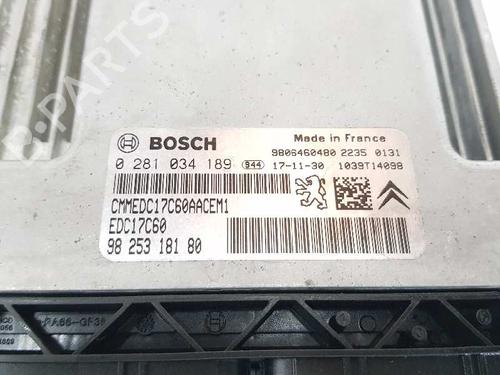 B-PARTS
BOSCH
Made in France
9806460480 2235 0131
0 281 034 189 944 17-11-30 1039T14098
CMMEDC17C60AACEM1
EDC17C60
98 253 181 80